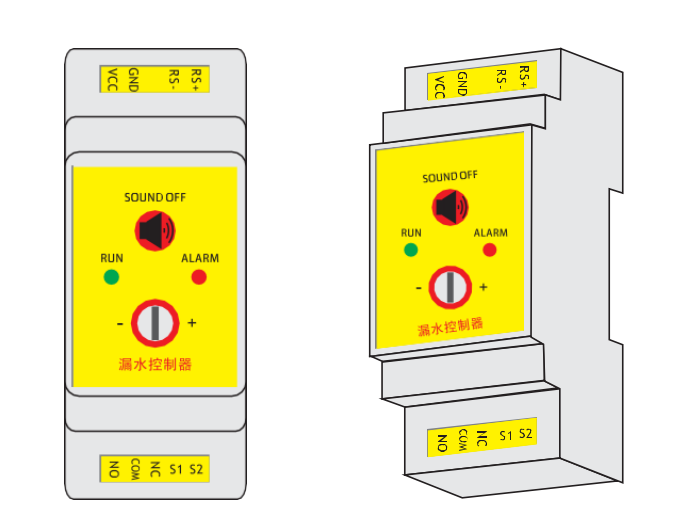 VCC GND RS- RS+
SOUND OFF
RUN ALARM
- +
漏水控制器
NO COM NC S1 S2
VCC GND RS- RS+
SOUND OFF
RUN ALARM
- +
漏水控制器
NO COM NC S1 S2